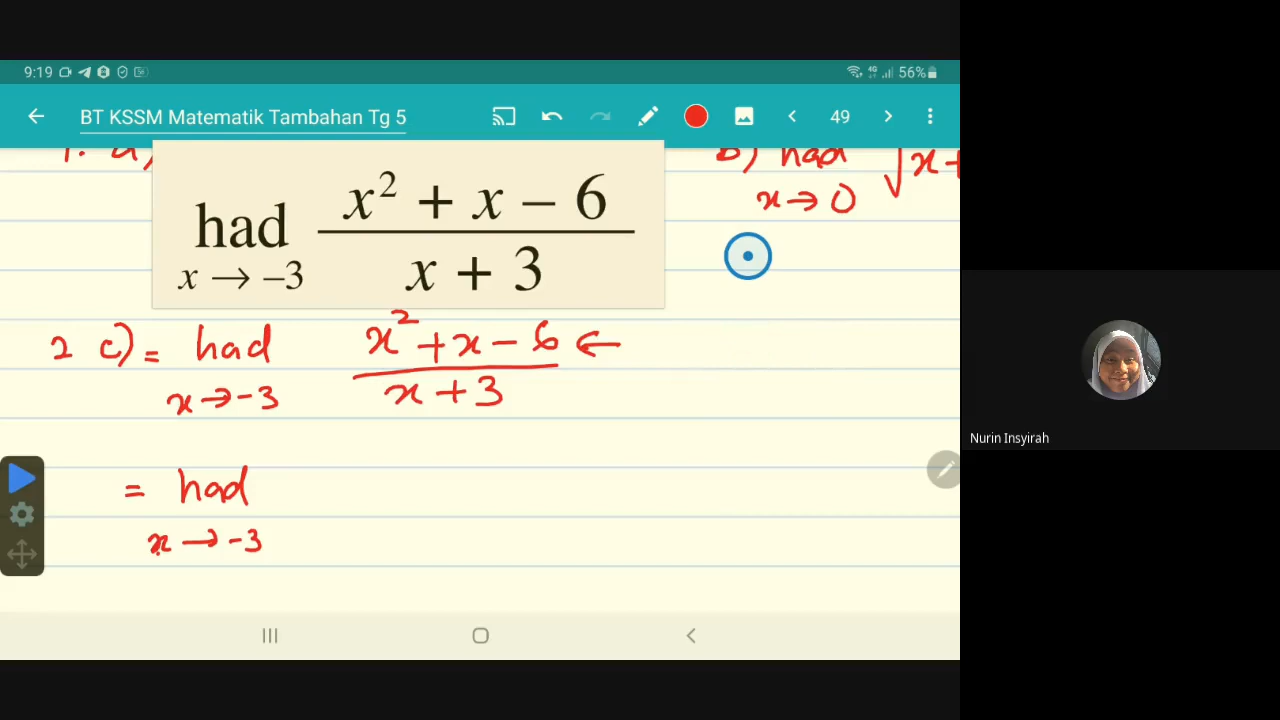 9:19 56%
BT KSSM Matematik Tambahan Tg 5 49
1. a) b) had √x+
x → 0
had x² + x – 6
x → –3 x + 3
2 c) = had x² + x – 6 ←
x → -3 x + 3
= had
x → -3
Nurin Insyirah